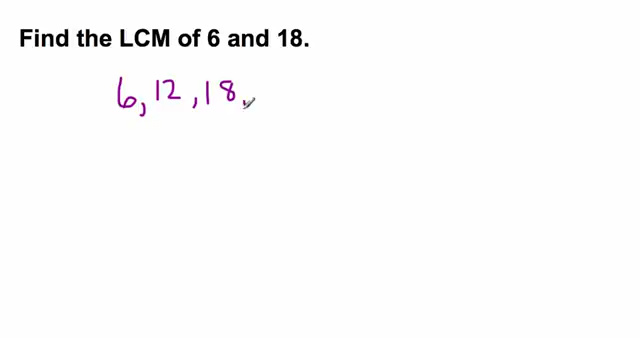 Find the LCM of 6 and 18.
6, 12, 18,